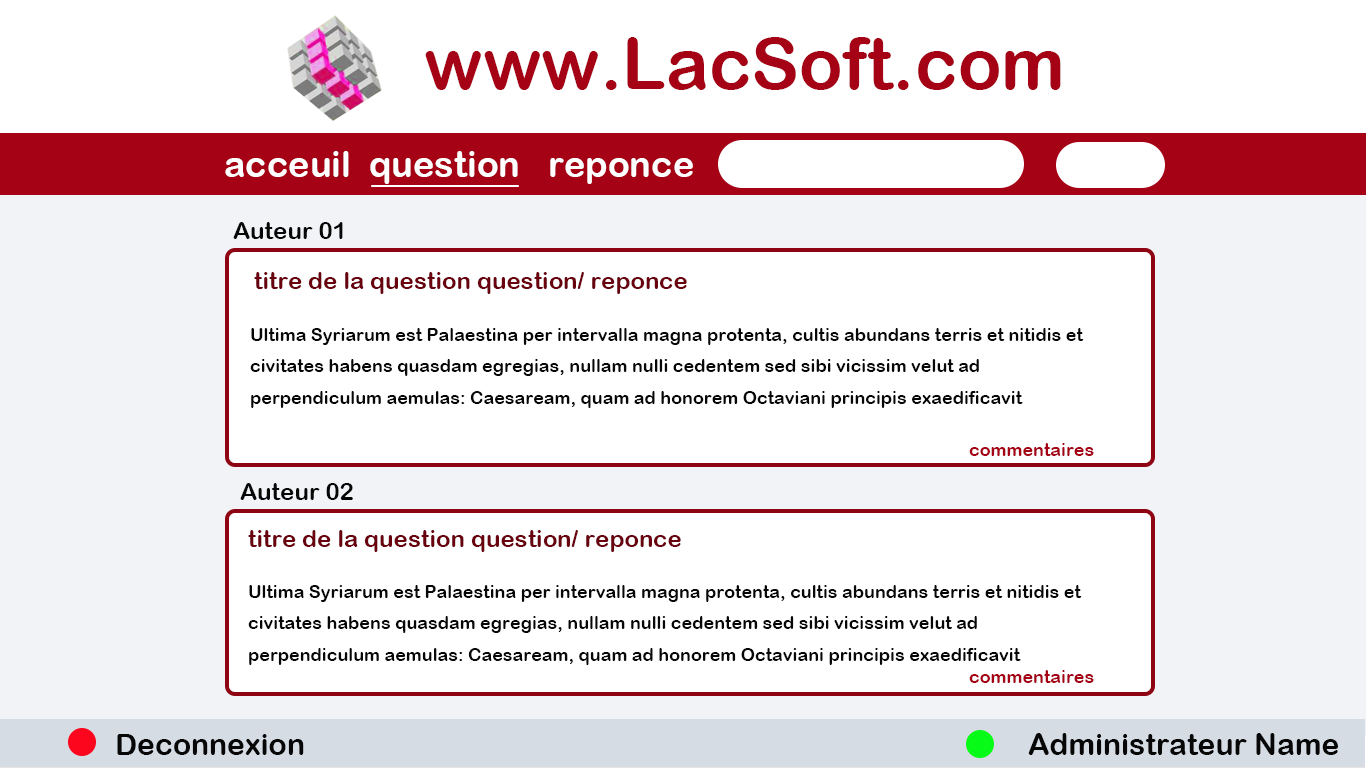 www.LacSoft.com
acceuil question reponce
Auteur 01
titre de la question question/ reponce
Ultima Syriarum est Palaestina per intervalla magna protenta, cultis abundans terris et nitidis et
civitates habens quasdam egregias, nullam nulli cedentem sed sibi vicissim velut ad
perpendiculum aemulas: Caesaream, quam ad honorem Octaviani principis exaedificavit
commentaires
Auteur 02
titre de la question question/ reponce
Ultima Syriarum est Palaestina per intervalla magna protenta, cultis abundans terris et nitidis et
civitates habens quasdam egregias, nullam nulli cedentem sed sibi vicissim velut ad
perpendiculum aemulas: Caesaream, quam ad honorem Octaviani principis exaedificavit
commentaires
Deconnexion Administrateur Name